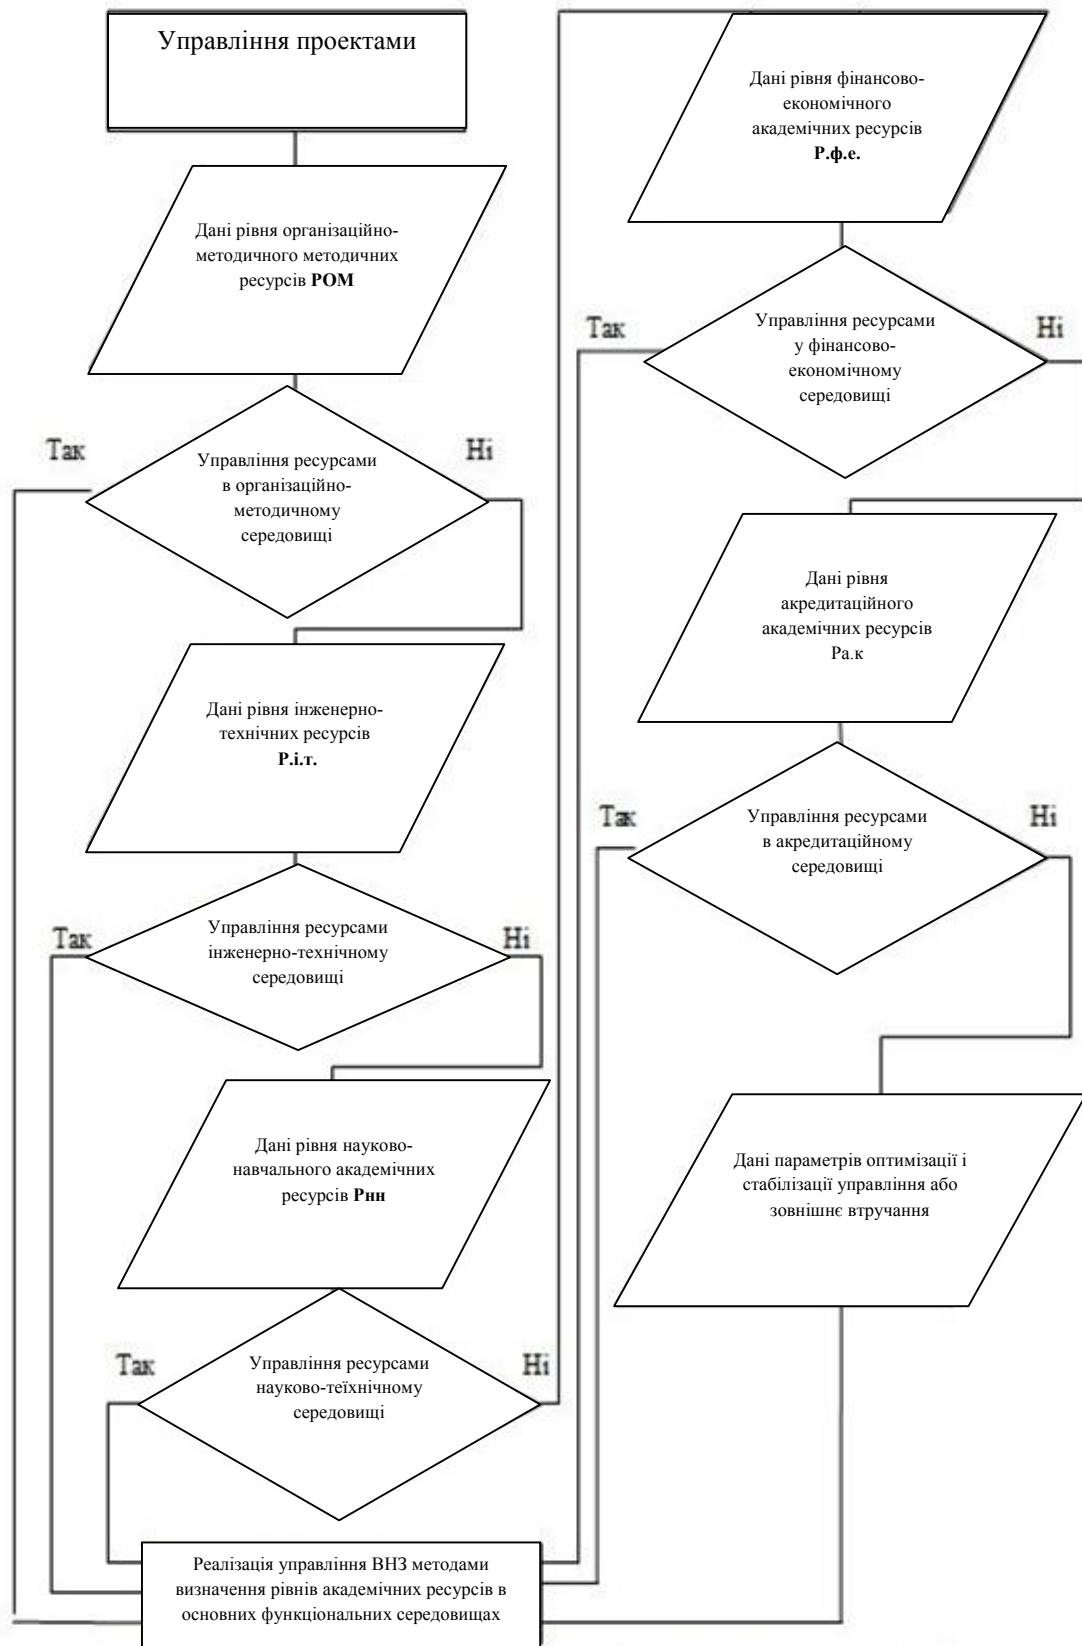 Управління проектами
Дані рівня організаційно-
методичного методичних
ресурсів РОМ
Так
Ні
Управління ресурсами
в організаційно-
методичному
середовищі
Дані рівня інженерно-
технічних ресурсів
Р.і.т.
Так
Ні
Управління ресурсами
інженерно-технічному
середовищі
Дані рівня науково-
навчального академічних
ресурсів Рнн
Так
Ні
Управління ресурсами
науково-теїхнічному
середовищі
Дані рівня фінансово-
економічного
академічних ресурсів
Р.ф.е.
Так
Ні
Управління ресурсами
у фінансово-
економічному
середовищі
Дані рівня
акредитаційного
академічних ресурсів
Ра.к
Так
Ні
Управління ресурсами
в акредитаційному
середовищі
Дані параметрів оптимізації і
стабілізації управління або
зовнішнє втручання
Реалізація управління ВНЗ методами
визначення рівнів академічних ресурсів в
основних функціональних середовищах